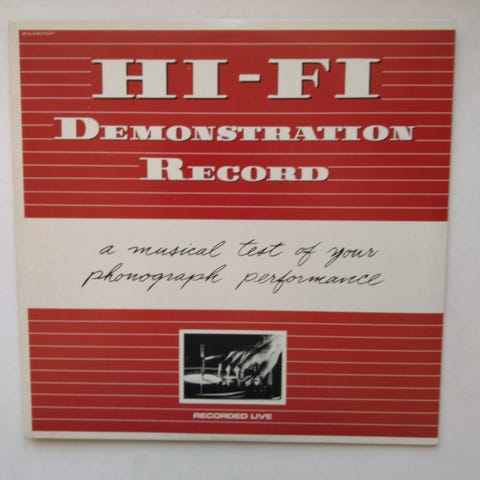 HI-FI
DEMONSTRATION
RECORD
a musical test of your
phonograph performance
RECORDED LIVE